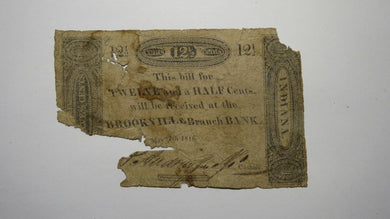 12½ 12½ 12½
This bill for
TWELVE and a HALF Cents,
will be received at the
BROOKVILLE Branch BANK.
1816.
INDIANA